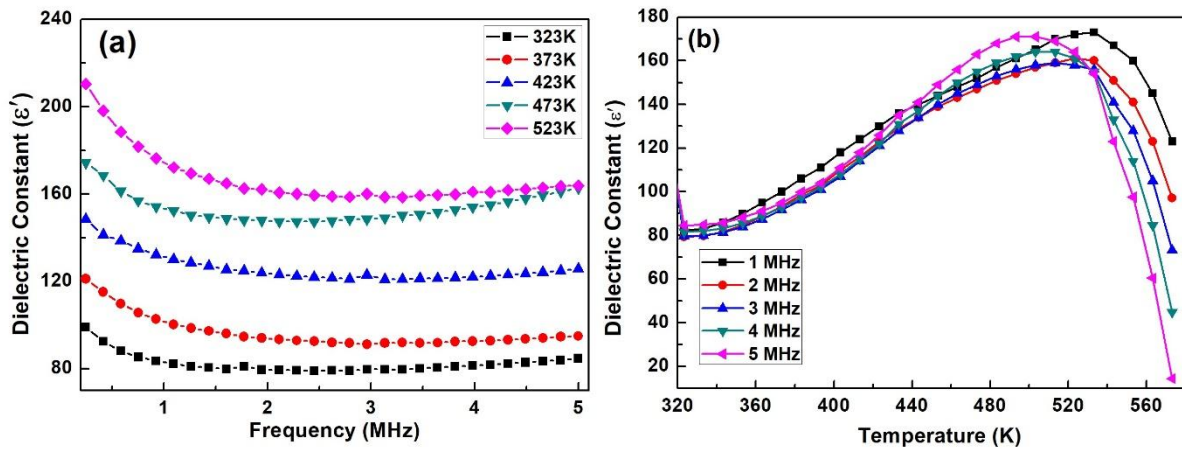 (a)
240
200
160
120
80
Dielectric Constant (ε′)
1 2 3 4 5
Frequency (MHz)
323K
373K
423K
473K
523K
(b)
180
160
140
120
100
80
60
40
20
Dielectric Constant (ε′)
320 360 400 440 480 520 560
Temperature (K)
1 MHz
2 MHz
3 MHz
4 MHz
5 MHz